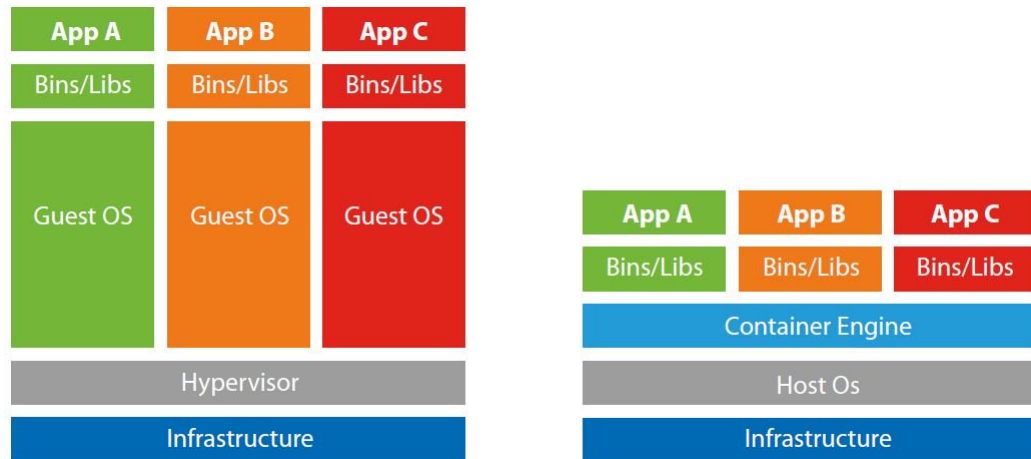 App A App B App C
Bins/Libs Bins/Libs Bins/Libs
Guest OS Guest OS Guest OS
Hypervisor
Infrastructure
App A App B App C
Bins/Libs Bins/Libs Bins/Libs
Container Engine
Host Os
Infrastructure